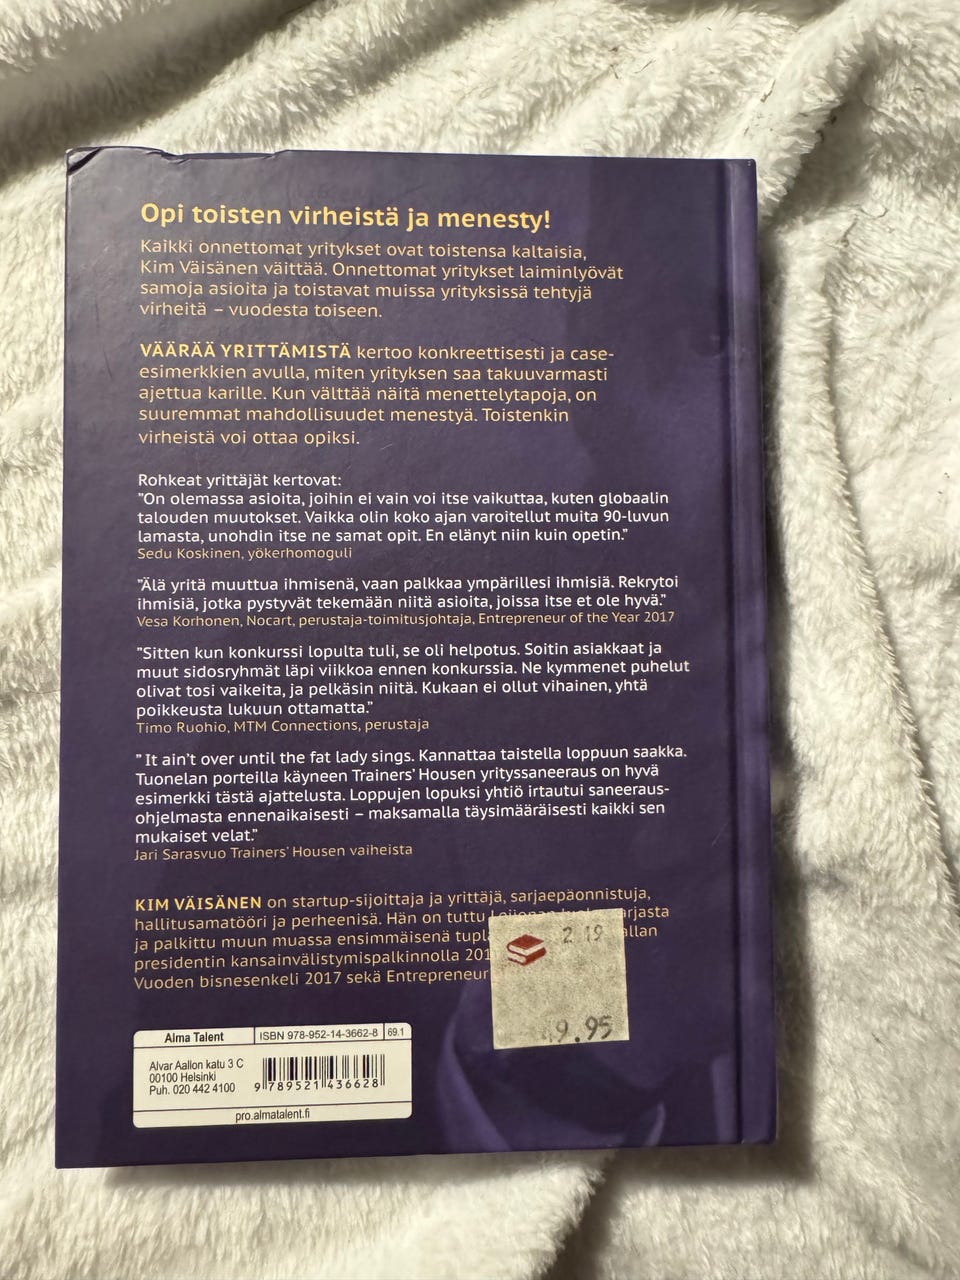 Opi toisten virheistä ja menesty!
Kaikki onnettomat yritykset ovat toistensa kaltaisia,
Kim Väisänen väittää. Onnettomat yritykset laiminlyövät
samoja asioita ja toistavat muissa yrityksissä tehtyjä
virheitä – vuodesta toiseen.
VÄÄRÄÄ YRITTÄMISTÄ kertoo konkreettisesti ja case-
esimerkkien avulla, miten yrityksen saa takuuvarmasti
ajettua karille. Kun välttää näitä menettelytapoja, on
suuremmat mahdollisuudet menestyä. Toistenkin
virheistä voi ottaa opiksi.
Rohkeat yrittäjät kertovat:
”On olemassa asioita, joihin ei vain voi itse vaikuttaa, kuten globaalin
talouden muutokset. Vaikka olin koko ajan varoitellut muita 90-luvun
lamasta, unohdin itse ne samat opit. En elänyt niin kuin opetin.”
Sedu Koskinen, yökerhomoguli
”Älä yritä muuttua ihmisenä, vaan palkkaa ympärillesi ihmisiä. Rekrytoi
ihmisiä, jotka pystyvät tekemään niitä asioita, joissa itse et ole hyvä.”
Vesa Korhonen, Nocart, perustaja-toimitusjohtaja, Entrepreneur of the Year 2017
”Sitten kun konkurssi lopulta tuli, se oli helpotus. Soitin asiakkaat ja
muut sidosryhmät läpi viikkoa ennen konkurssia. Ne kymmenet puhelut
olivat tosi vaikeita, ja pelkäsin niitä. Kukaan ei ollut vihainen, yhtä
poikkeusta lukuun ottamatta.”
Timo Ruohio, MTM Connections, perustaja
” It ain’t over until the fat lady sings. Kannattaa taistella loppuun saakka.
Tuonelan porteilla käyneen Trainers’ Housen yrityssaneeraus on hyvä
esimerkki tästä ajattelusta. Loppujen lopuksi yhtiö irtautui saneeraus-
ohjelmasta ennenaikaisesti – maksamalla täysimääräisesti kaikki sen
mukaiset velat.”
Jari Sarasvuo Trainers’ Housen vaiheista
KIM VÄISÄNEN on startup-sijoittaja ja yrittäjä, sarjaepäonnistuja,
hallitusamatööri ja perheenisä. Hän on tuttu
ja palkittu muun muassa ensimmäisenä
presidentin kansainvälistymispalkinnolla
Vuoden bisnesenkeli 2017 sekä Entrepreneur
2 19
9.95
Alma Talent ISBN 978-952-14-3662-8 69.1
Alvar Aallon katu 3 C
00100 Helsinki
Puh. 020 442 4100
9 789521 436628
pro.almatalent.fi